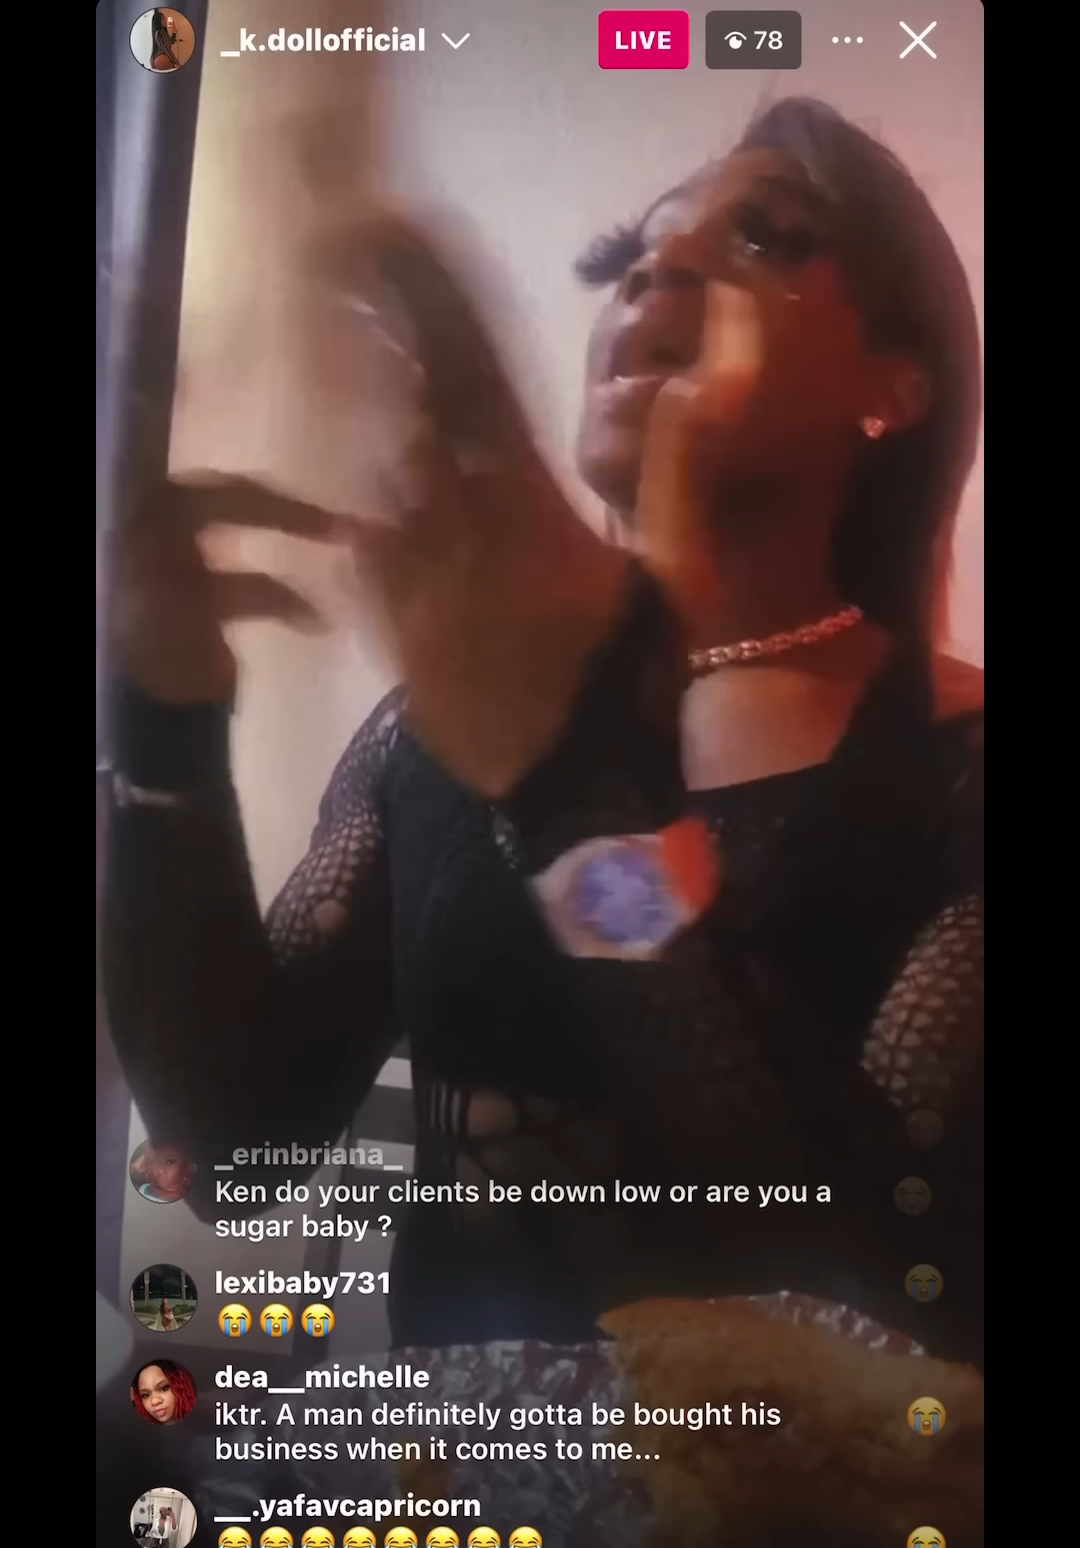 _k.dollofficial
LIVE
78
_erinbriana_
Ken do your clients be down low or are you a
sugar baby ?
lexibaby731
😭😭😭
dea__michelle
iktr. A man definitely gotta be bought his
business when it comes to me...
__.yafavcapricorn
😂😂😂😂😂😂😂😂